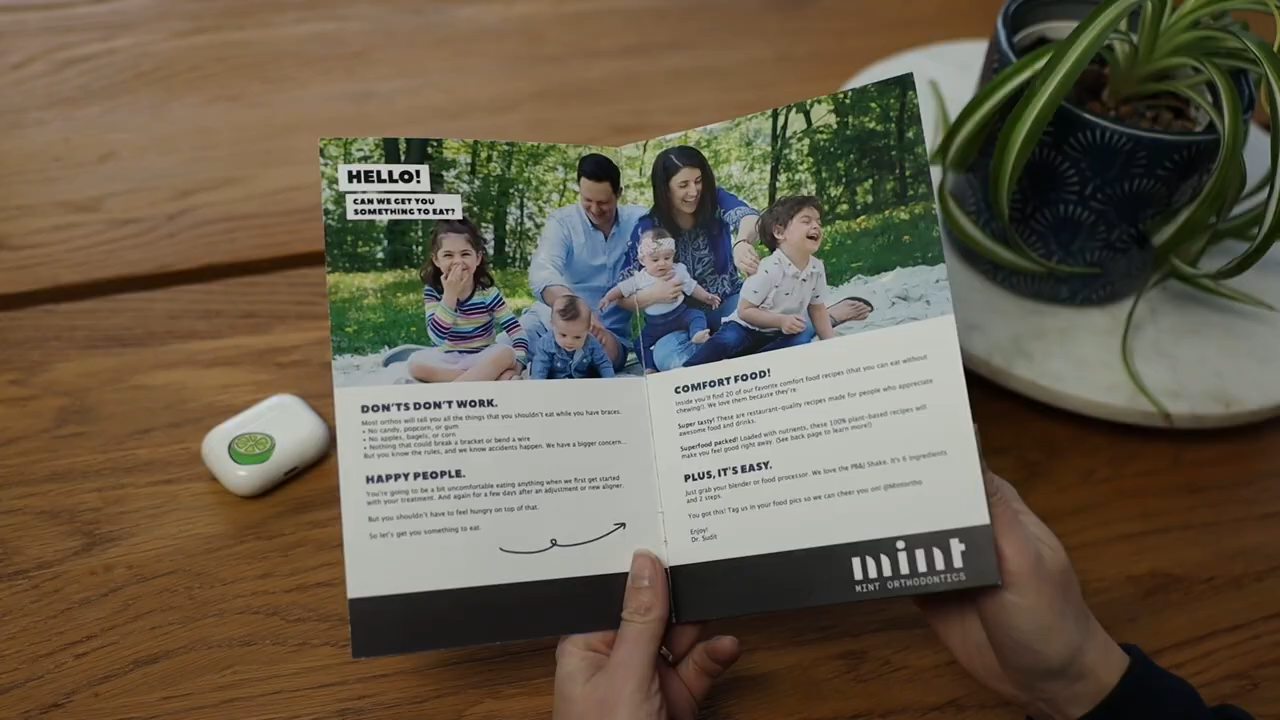 HELLO!
CAN WE GET YOU
SOMETHING TO EAT?
DON'TS DON'T WORK.
Most orthos will tell you all the things that you shouldn't eat while you have braces.
• No candy, popcorn, or gum
• No apples, bagels, or corn
• Nothing that could break a bracket or bend a wire
But you know the rules, and we know accidents happen. We have a bigger concern...
HAPPY PEOPLE.
You're going to be a bit uncomfortable eating anything when we first get started
with your treatment. And again for a few days after an adjustment or new aligner.
But you shouldn't have to feel hungry on top of that.
So let's get you something to eat.
COMFORT FOOD!
Inside you'll find 20 of our favorite comfort food recipes (that you can eat without
chewing!). We love them because they're
Super tasty! These are restaurant-quality recipes made for people who appreciate
awesome food and drinks.
Superfood packed! Loaded with nutrients, these 100% plant-based recipes will
make you feel good right away. (See back page to learn more!)
PLUS, IT'S EASY,
Just grab your blender or food processor. We love the PB&J Shake. It's 6 ingredients
and 2 steps.
You got this! Tag us in your food pics so we can cheer you on! @Mintortho
Enjoy!
Dr. Sudit
mint
MINT ORTHODONTICS